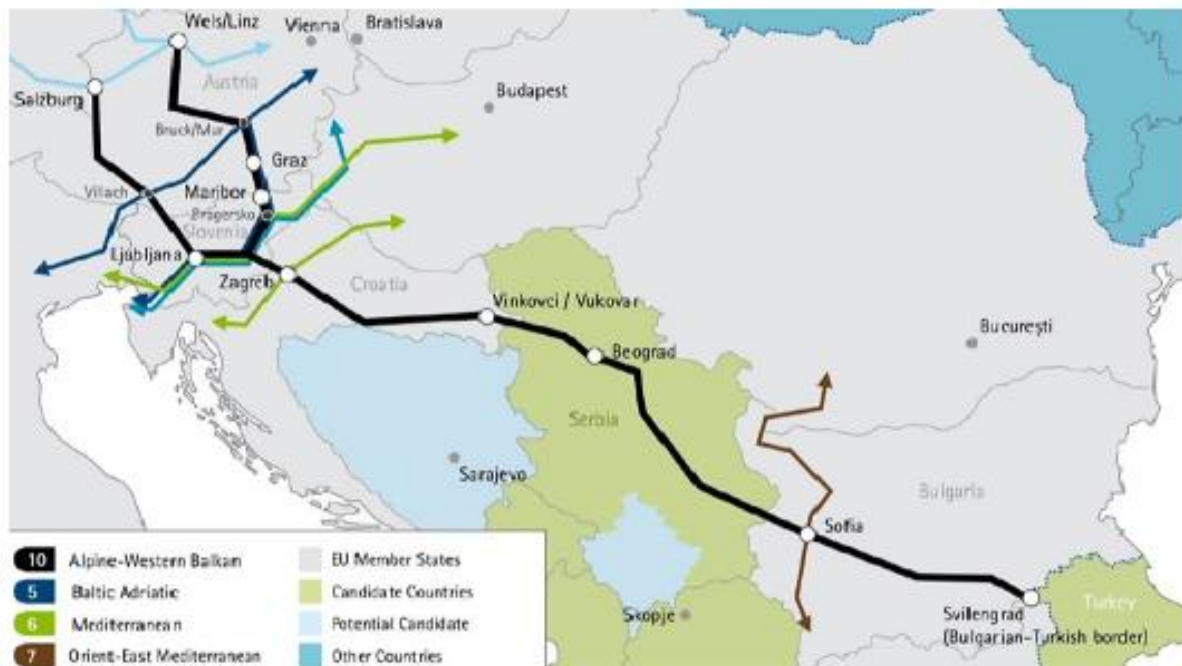 Wels/Linz
Vienna
Bratislava
Austria
Salzburg
Budapest
Bruck/Mur
Graz
Villach
Maribor
Pragersko
Slovenia
Ljubljana
Zagreb
Croatia
Vinkovci / Vukovar
București
Beograd
Serbia
Sarajevo
Bulgaria
Sofia
Skopje
Svilengrad
(Bulgarian-Turkish border)
Turkey
10 Alpine-Western Balkan
5 Baltic Adriatic
6 Mediterranean
7 Orient-East Mediterranean
EU Member States
Candidate Countries
Potential Candidate
Other Countries